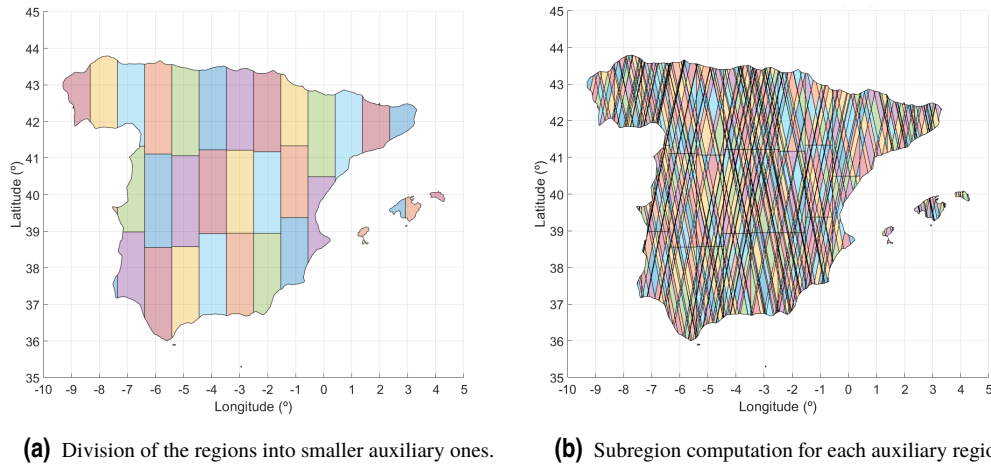 45
44
43
42
41
40
39
38
37
36
35
Latitude (º)
-10 -9 -8 -7 -6 -5 -4 -3 -2 -1 0 1 2 3 4 5
Longitude (º)
(a) Division of the regions into smaller auxiliary ones.
45
44
43
42
41
40
39
38
37
36
35
Latitude (º)
-10 -9 -8 -7 -6 -5 -4 -3 -2 -1 0 1 2 3 4 5
Longitude (º)
(b) Subregion computation for each auxiliary regio